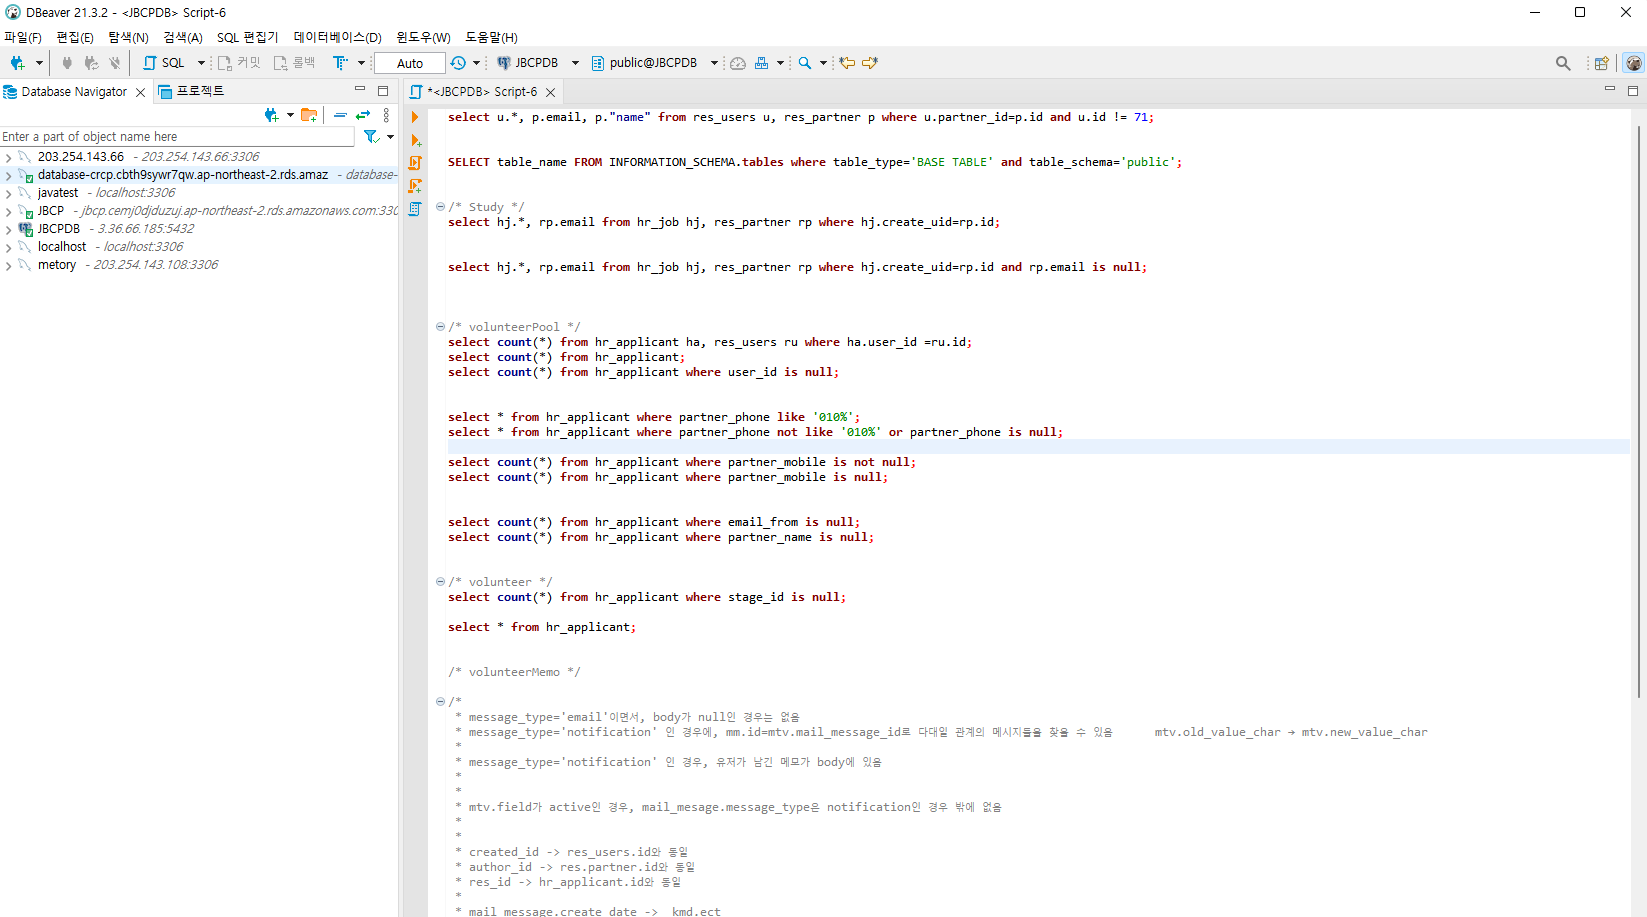 DBeaver 21.3.2 - <JBCPDB> Script-6
파일(F) 편집(E) 탐색(N) 검색(A) SQL 편집기 데이터베이스(D) 윈도우(W) 도움말(H)
SQL 커밋 롤백 Auto JBCPDB public@JBCPDB
Database Navigator 프로젝트
Enter a part of object name here
203.254.143.66 - 203.254.143.66:3306
database-crcp.cbth9sywr7qw.ap-northeast-2.rds.amaz - database-
javatest - localhost:3306
JBCP - jbcp.cemj0djduzuj.ap-northeast-2.rds.amazonaws.com:330
JBCPDB - 3.36.66.185:5432
localhost - localhost:3306
metory - 203.254.143.108:3306
*<JBCPDB> Script-6
select u.*, p.email, p."name" from res_users u, res_partner p where u.partner_id=p.id and u.id != 71;
SELECT table_name FROM INFORMATION_SCHEMA.tables where table_type='BASE TABLE' and table_schema='public';
/* Study */
select hj.*, rp.email from hr_job hj, res_partner rp where hj.create_uid=rp.id;
select hj.*, rp.email from hr_job hj, res_partner rp where hj.create_uid=rp.id and rp.email is null;
/* volunteerPool */
select count(*) from hr_applicant ha, res_users ru where ha.user_id =ru.id;
select count(*) from hr_applicant;
select count(*) from hr_applicant where user_id is null;
select * from hr_applicant where partner_phone like '010%';
select * from hr_applicant where partner_phone not like '010%' or partner_phone is null;
select count(*) from hr_applicant where partner_mobile is not null;
select count(*) from hr_applicant where partner_mobile is null;
select count(*) from hr_applicant where email_from is null;
select count(*) from hr_applicant where partner_name is null;
/* volunteer */
select count(*) from hr_applicant where stage_id is null;
select * from hr_applicant;
/* volunteerMemo */
/*
* message_type='email'이면서, body가 null인 경우는 없음
* message_type='notification' 인 경우에, mm.id=mtv.mail_message_id로 다대일 관계의 메시지들을 찾을 수 있음 mtv.old_value_char → mtv.new_value_char
*
* message_type='notification' 인 경우, 유저가 남긴 메모가 body에 있음
*
*
* mtv.field가 active인 경우, mail_mesage.message_type은 notification인 경우 밖에 없음
*
*
* created_id -> res_users.id와 동일
* author_id -> res.partner.id와 동일
* res_id -> hr_applicant.id와 동일
*
* mail_message.create_date -> kmd.ect